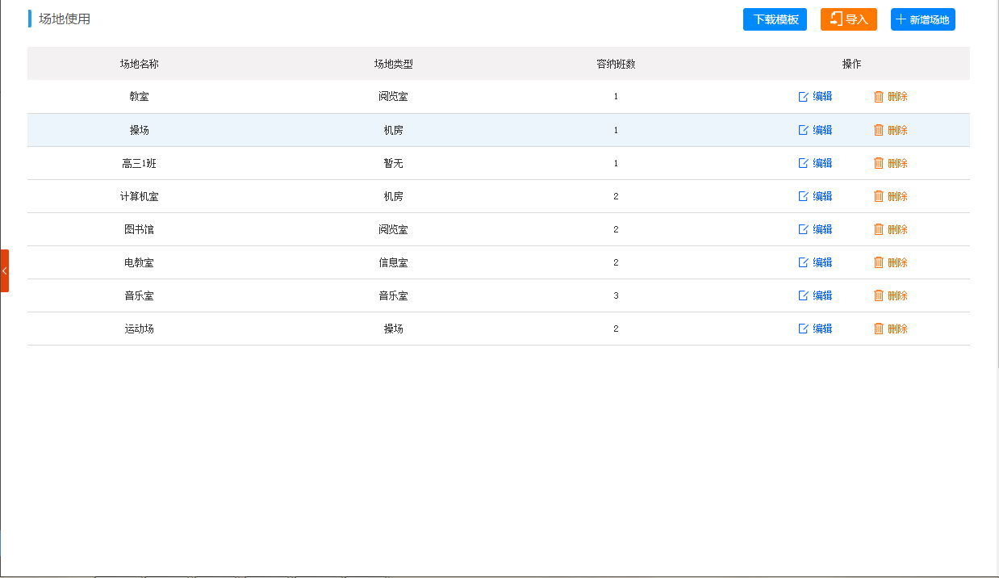 场地使用 下载模板 导入 新增场地
场地名称 场地类型 容纳班数 操作
教室 阅览室 1 编辑 删除
操场 机房 1 编辑 删除
高三1班 暂无 1 编辑 删除
计算机室 机房 2 编辑 删除
图书馆 阅览室 2 编辑 删除
电教室 信息室 2 编辑 删除
音乐室 音乐室 3 编辑 删除
运动场 操场 2 编辑 删除